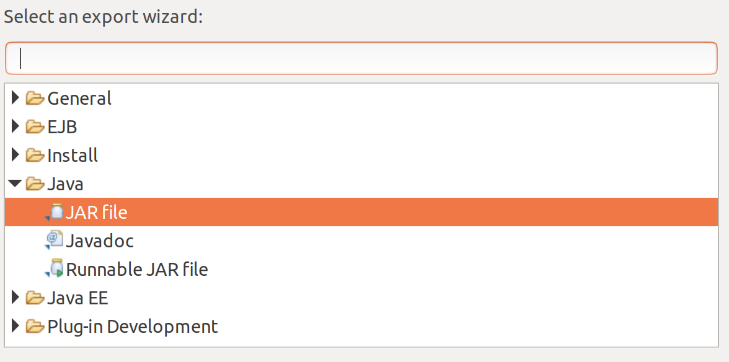 Select an export wizard:
General
EJB
Install
Java
JAR file
Javadoc
Runnable JAR file
Java EE
Plug-in Development